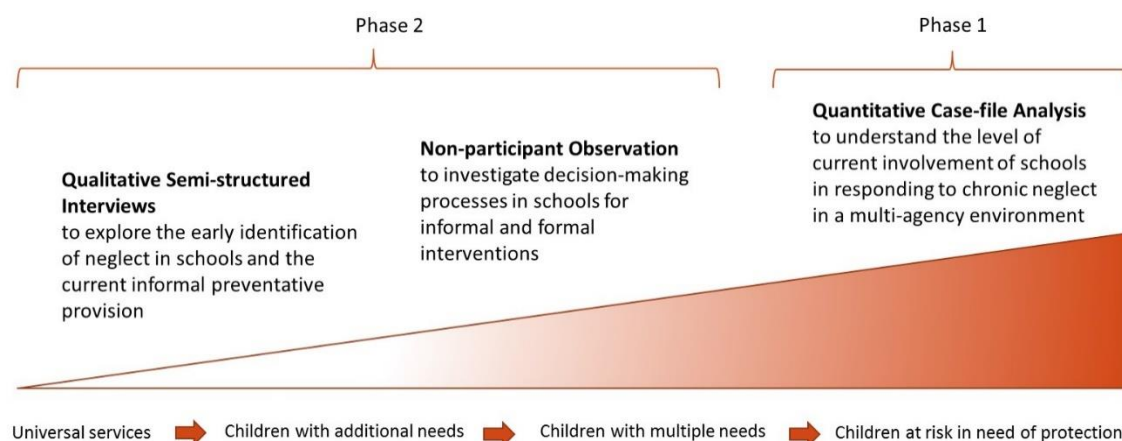 Phase 2
Phase 1
Qualitative Semi-structured
Interviews
to explore the early identification
of neglect in schools and the
current informal preventative
provision
Non-participant Observation
to investigate decision-making
processes in schools for
informal and formal
interventions
Quantitative Case-file Analysis
to understand the level of
current involvement of schools
in responding to chronic neglect
in a multi-agency environment
Universal services
Children with additional needs
Children with multiple needs
Children at risk in need of protection